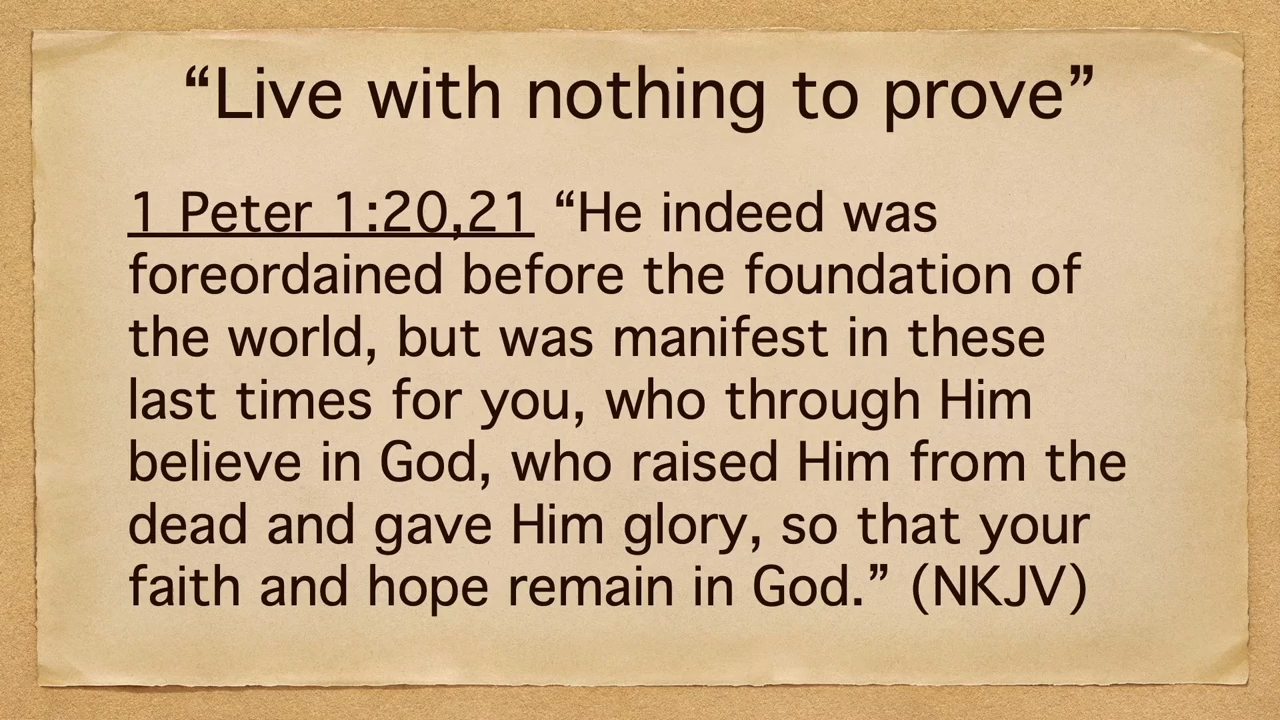 “Live with nothing to prove”
1 Peter 1:20,21 “He indeed was
foreordained before the foundation of
the world, but was manifest in these
last times for you, who through Him
believe in God, who raised Him from the
dead and gave Him glory, so that your
faith and hope remain in God.” (NKJV)